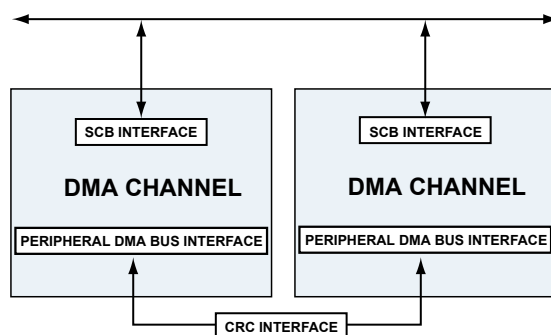 SCB INTERFACE
SCB INTERFACE
DMA CHANNEL
DMA CHANNEL
PERIPHERAL DMA BUS INTERFACE
PERIPHERAL DMA BUS INTERFACE
CRC INTERFACE